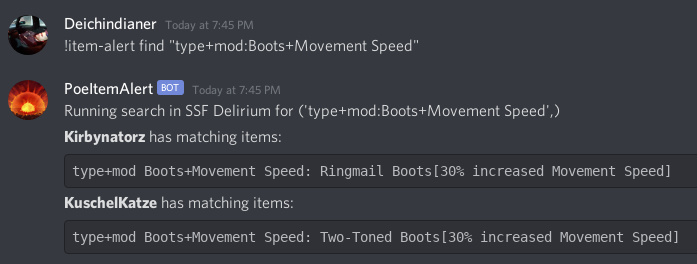 Deichindianer Today at 7:45 PM
!item-alert find "type+mod:Boots+Movement Speed"
PoeItemAlert BOT Today at 7:45 PM
Running search in SSF Delirium for ('type+mod:Boots+Movement Speed',)
Kirbynatorz has matching items:
type+mod Boots+Movement Speed: Ringmail Boots[30% increased Movement Speed]
KuschelKatze has matching items:
type+mod Boots+Movement Speed: Two-Toned Boots[30% increased Movement Speed]